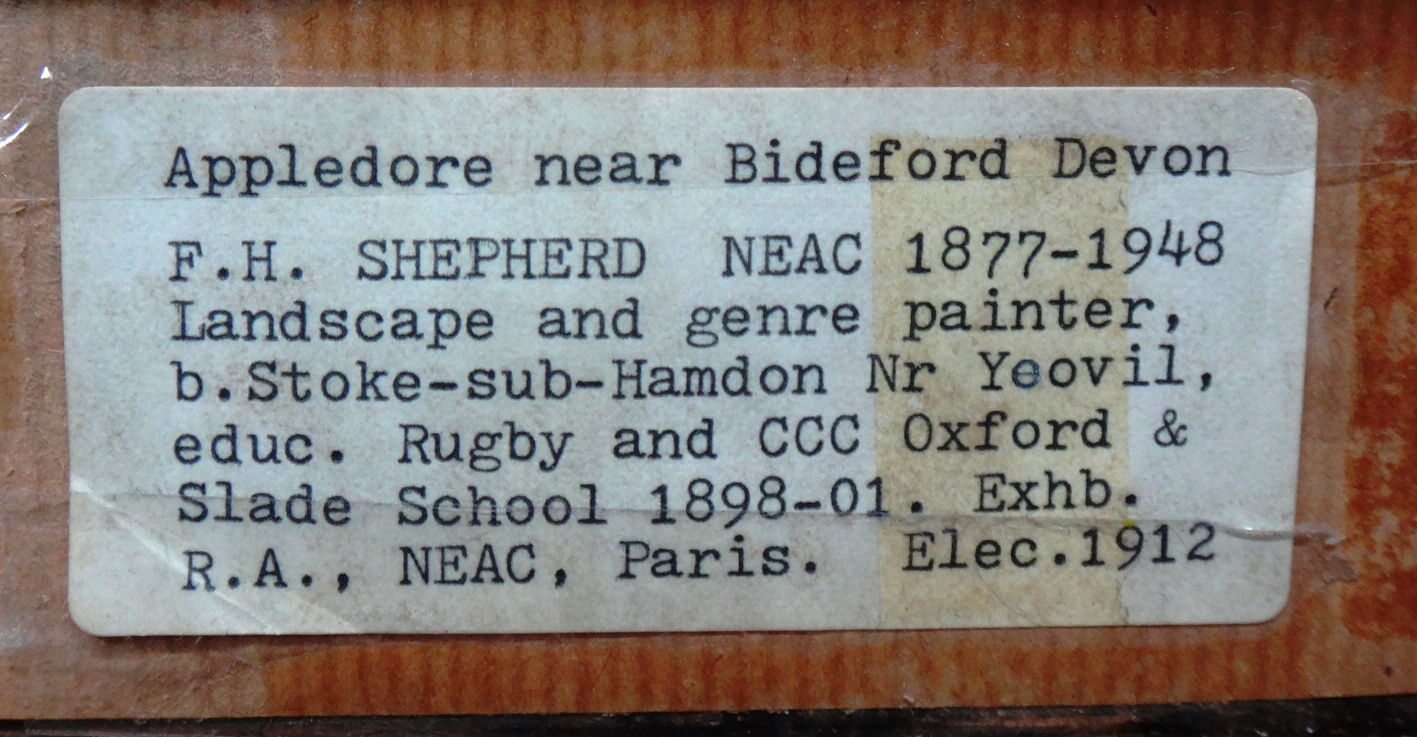 Appledore near Bideford Devon
F.H. SHEPHERD NEAC 1877-1948
Landscape and genre painter,
b.Stoke-sub-Hamdon Nr Yeovil,
educ. Rugby and CCC Oxford &
Slade School 1898-01. Exhb.
R.A., NEAC, Paris. Elec.1912